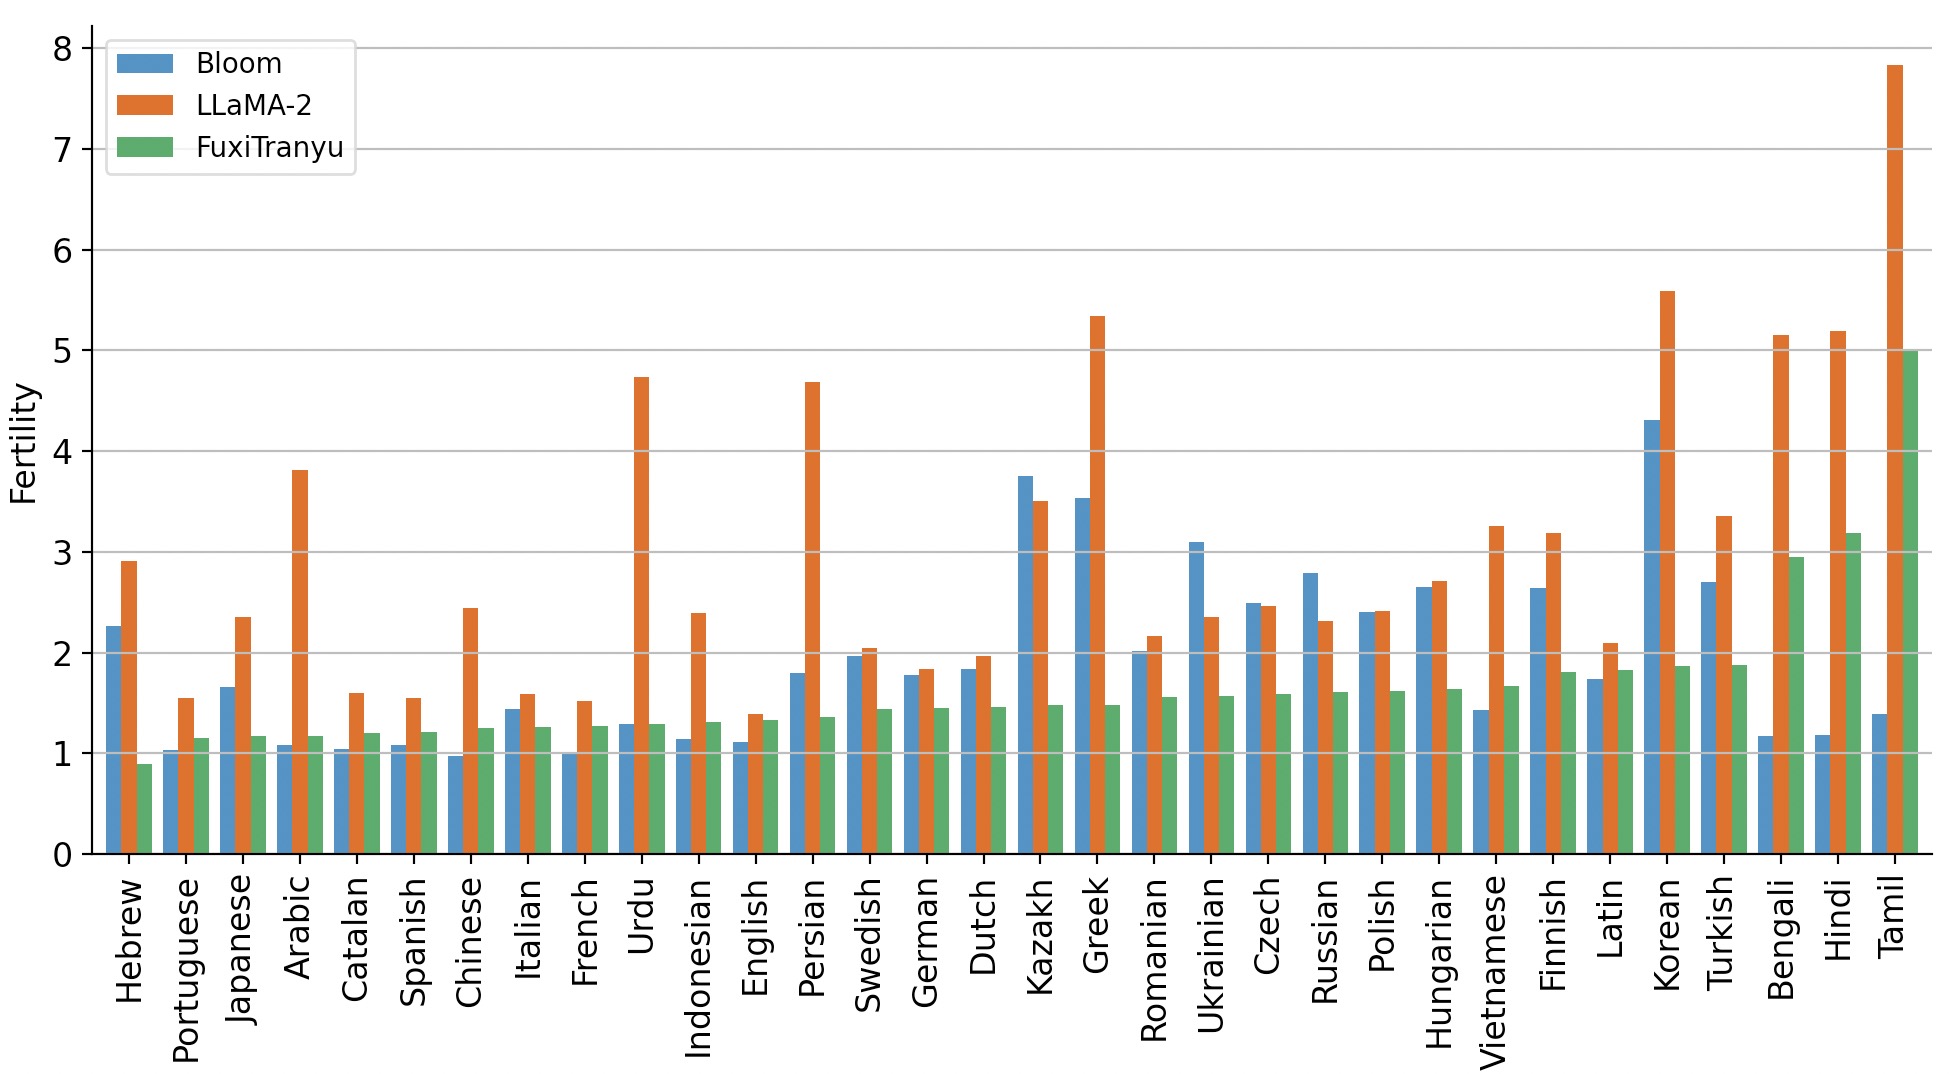 Bloom
LLaMA-2
FuxiTranyu
8
7
6
5
4
3
2
1
0
Fertility
Hebrew
Portuguese
Japanese
Arabic
Catalan
Spanish
Chinese
Italian
French
Urdu
Indonesian
English
Persian
Swedish
German
Dutch
Kazakh
Greek
Romanian
Ukrainian
Czech
Russian
Polish
Hungarian
Vietnamese
Finnish
Latin
Korean
Turkish
Bengali
Hindi
Tamil